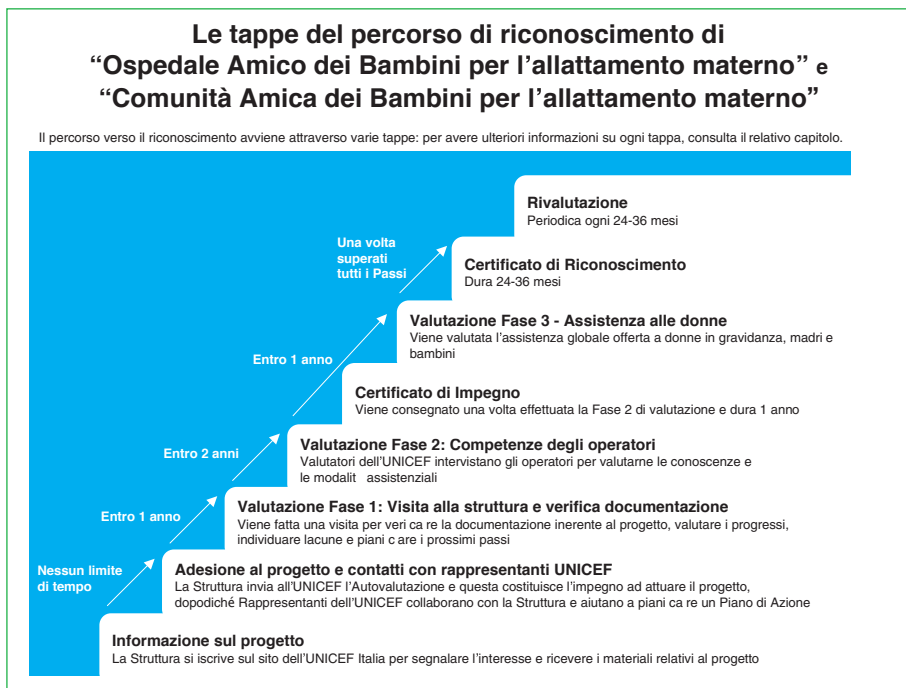 Le tappe del percorso di riconoscimento di
“Ospedale Amico dei Bambini per l’allattamento materno” e
“Comunità Amica dei Bambini per l’allattamento materno”
Il percorso verso il riconoscimento avviene attraverso varie tappe: per avere ulteriori informazioni su ogni tappa, consulta il relativo capitolo.
Rivalutazione
Periodica ogni 24-36 mesi
Una volta
superati
tutti i Passi
Certificato di Riconoscimento
Dura 24-36 mesi
Valutazione Fase 3 - Assistenza alle donne
Viene valutata l’assistenza globale offerta a donne in gravidanza, madri e
bambini
Entro 1 anno
Certificato di Impegno
Viene consegnato una volta effettuata la Fase 2 di valutazione e dura 1 anno
Entro 2 anni
Valutazione Fase 2: Competenze degli operatori
Valutatori dell’UNICEF intervistano gli operatori per valutarne le conoscenze e
le modalit assistenziali
Entro 1 anno
Valutazione Fase 1: Visita alla struttura e verifica documentazione
Viene fatta una visita per veri ca re la documentazione inerente al progetto, valutare i progressi,
individuare lacune e piani c are i prossimi passi
Nessun limite
di tempo
Adesione al progetto e contatti con rappresentanti UNICEF
La Struttura invia all’UNICEF l’Autovalutazione e questa costituisce l’impegno ad attuare il progetto,
dopodiché Rappresentanti dell’UNICEF collaborano con la Struttura e aiutano a piani ca re un Piano di Azione
Informazione sul progetto
La Struttura si iscrive sul sito dell’UNICEF Italia per segnalare l’interesse e ricevere i materiali relativi al progetto